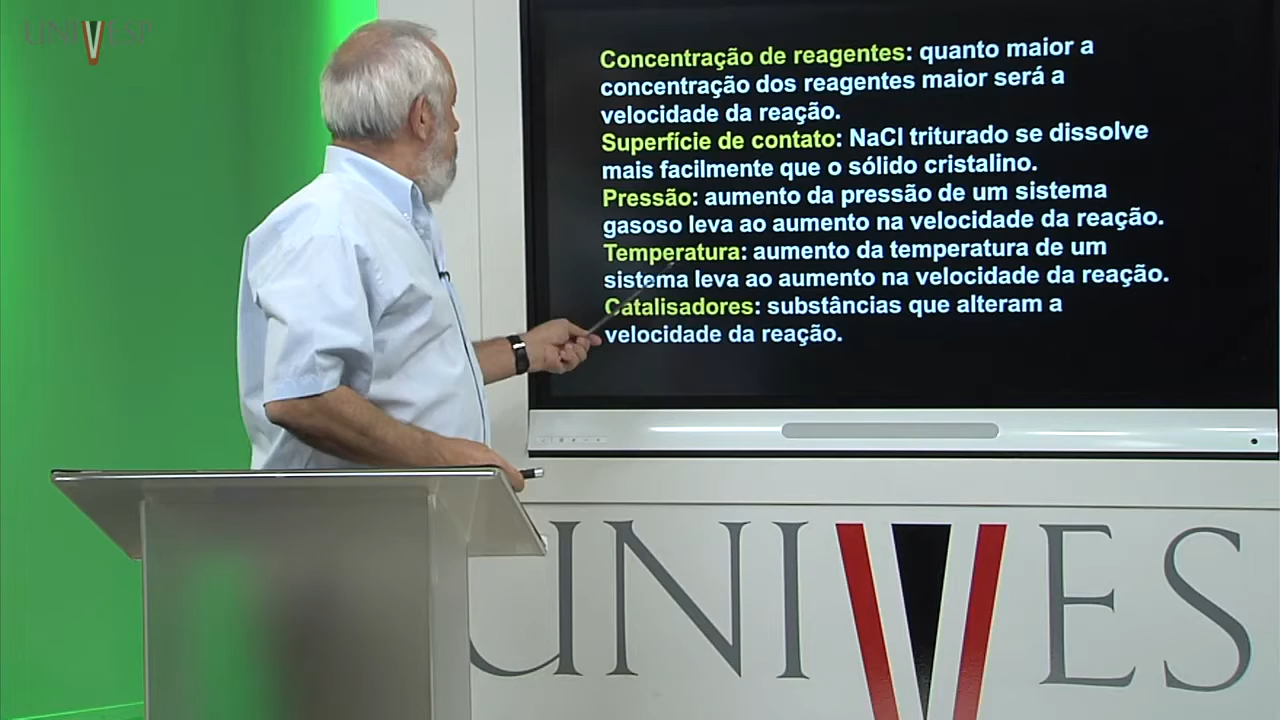 UNIVESP
Concentração de reagentes: quanto maior a
concentração dos reagentes maior será a
velocidade da reação.
Superfície de contato: NaCl triturado se dissolve
mais facilmente que o sólido cristalino.
Pressão: aumento da pressão de um sistema
gasoso leva ao aumento na velocidade da reação.
Temperatura: aumento da temperatura de um
sistema leva ao aumento na velocidade da reação.
Catalisadores: substâncias que alteram a
velocidade da reação.
UNIVES